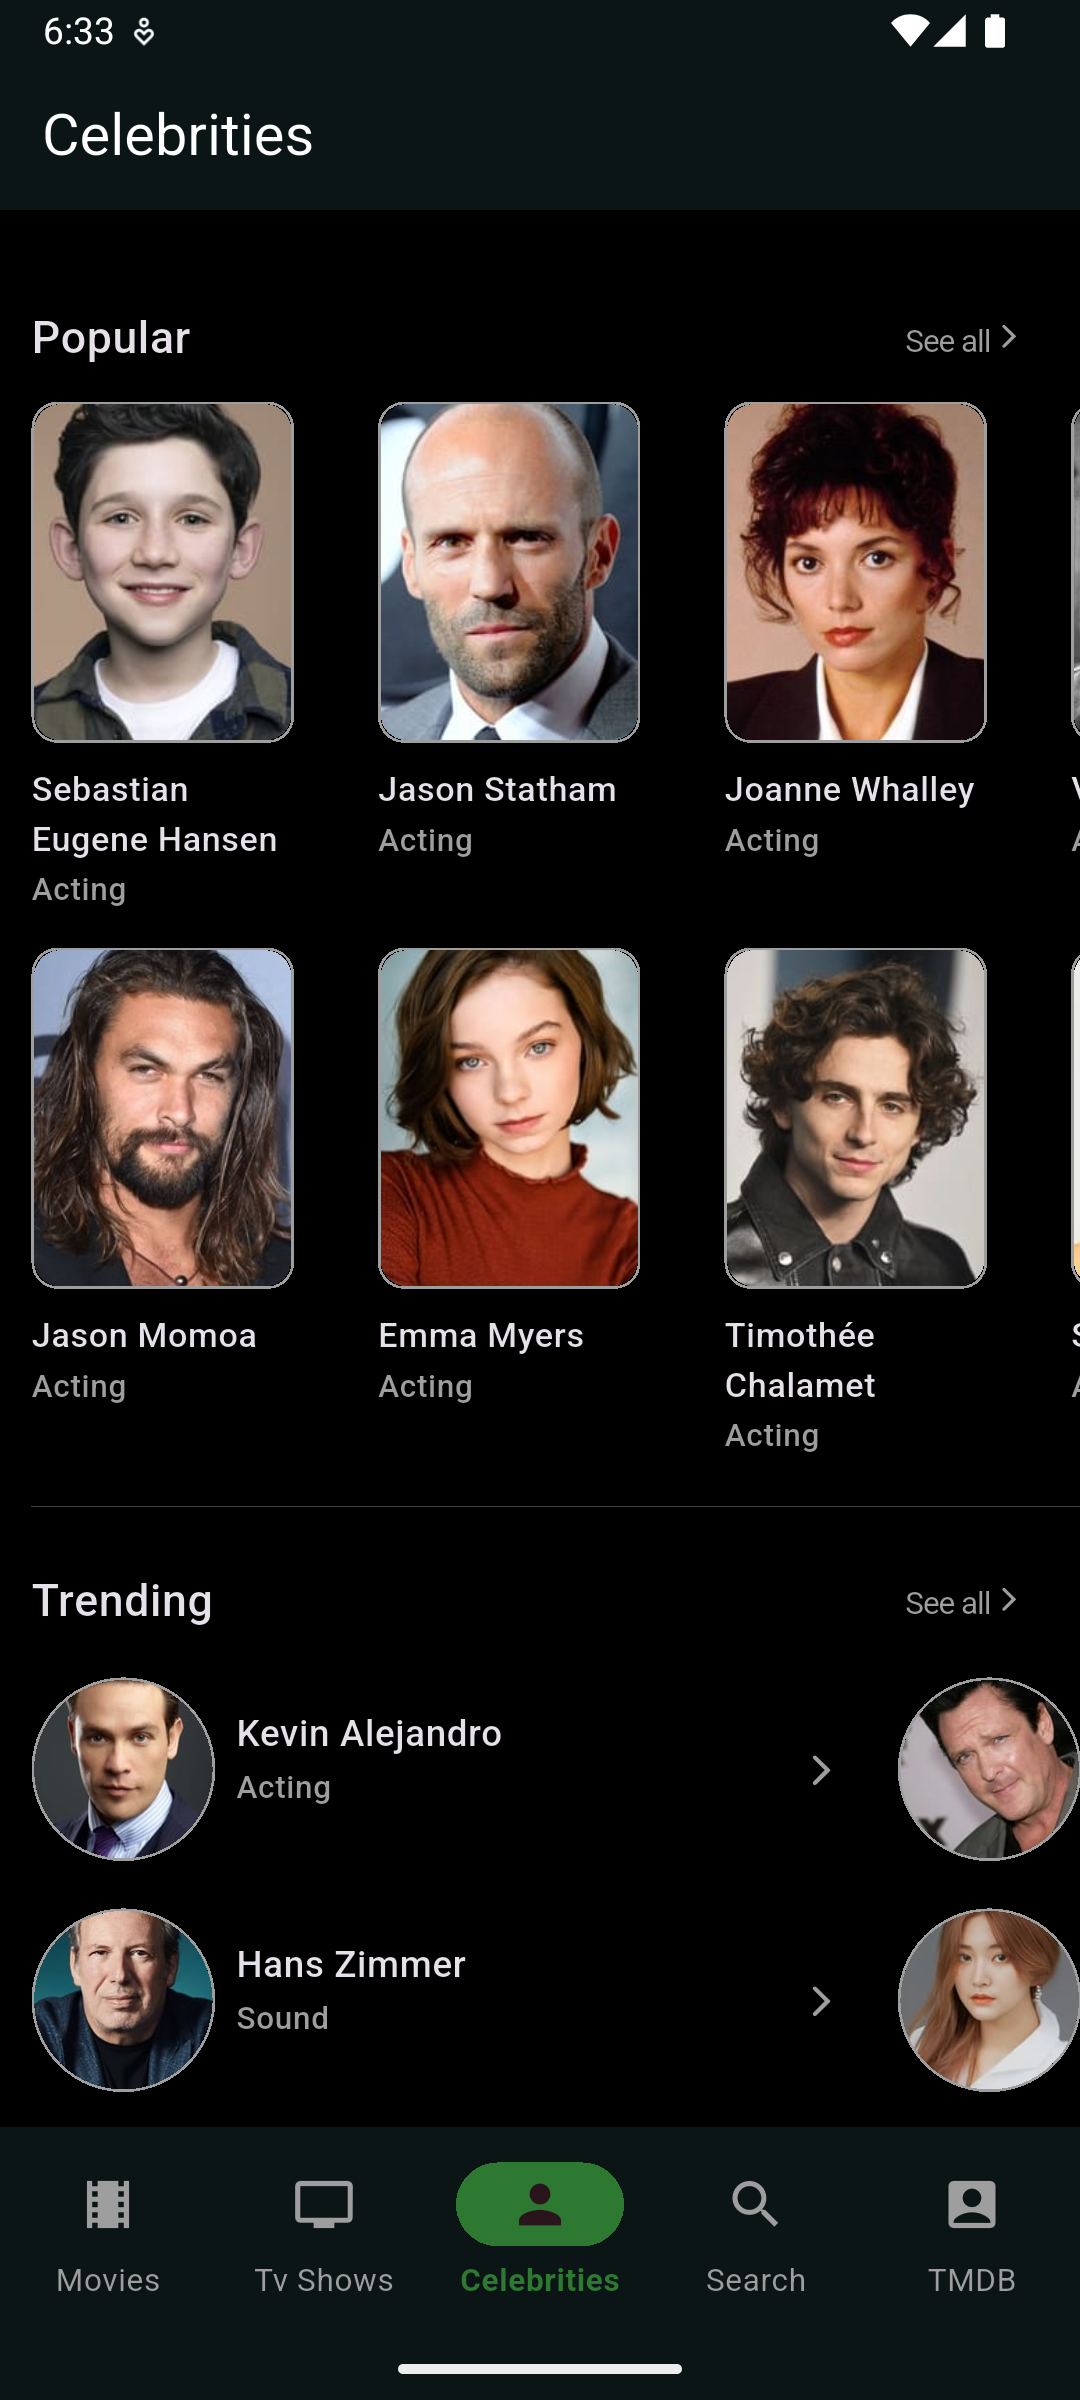 6:33
Celebrities
Popular
See all
Sebastian
Eugene Hansen
Acting
Jason Statham
Acting
Joanne Whalley
Acting
Jason Momoa
Acting
Emma Myers
Acting
Timothée
Chalamet
Acting
Trending
See all
Kevin Alejandro
Acting
Hans Zimmer
Sound
Movies
Tv Shows
Celebrities
Search
TMDB